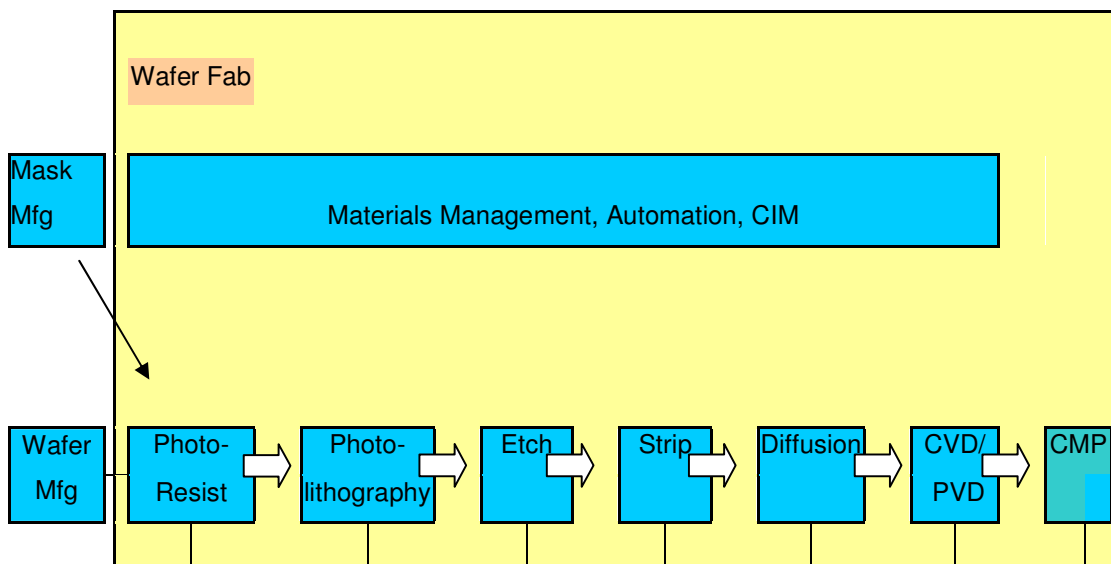 Wafer Fab
Mask
Mfg
Materials Management, Automation, CIM
Wafer
Mfg
Photo-
Resist
Photo-
lithography
Etch
Strip
Diffusion
CVD/
PVD
CMP